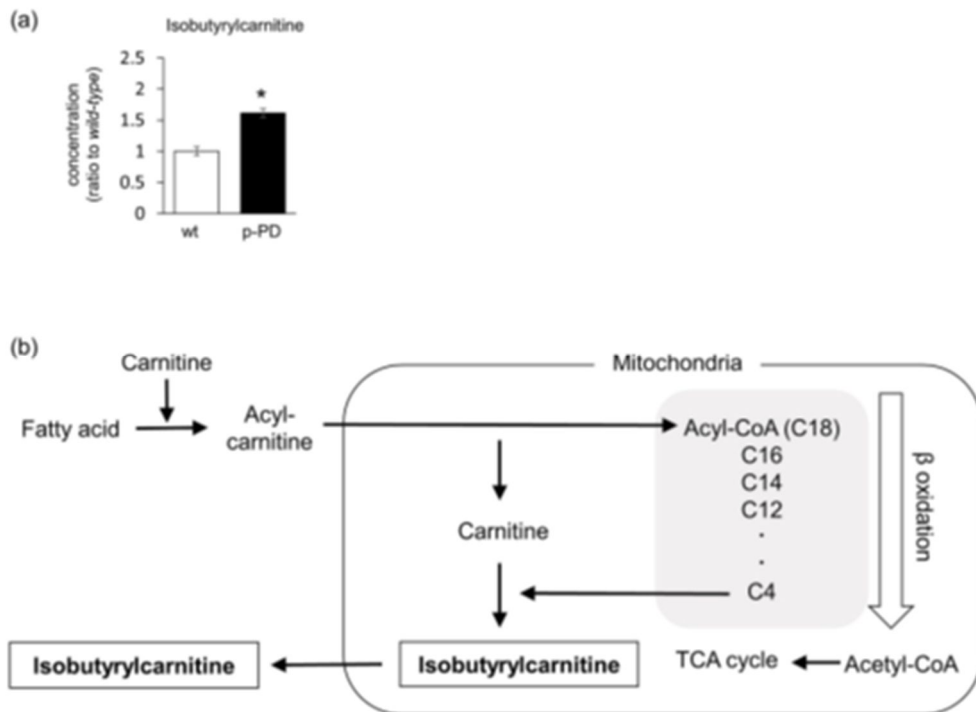 (a)
Isobutyrylcarnitine
concentration
(ratio to wild-type)
2.5
2
1.5
1
0.5
0
*
wt
p-PD
(b)
Carnitine
Mitochondria
Fatty acid
Acyl-
carnitine
Acyl-CoA (C18)
C16
C14
C12
.
.
C4
β oxidation
Carnitine
Isobutyrylcarnitine
Isobutyrylcarnitine
TCA cycle
Acetyl-CoA